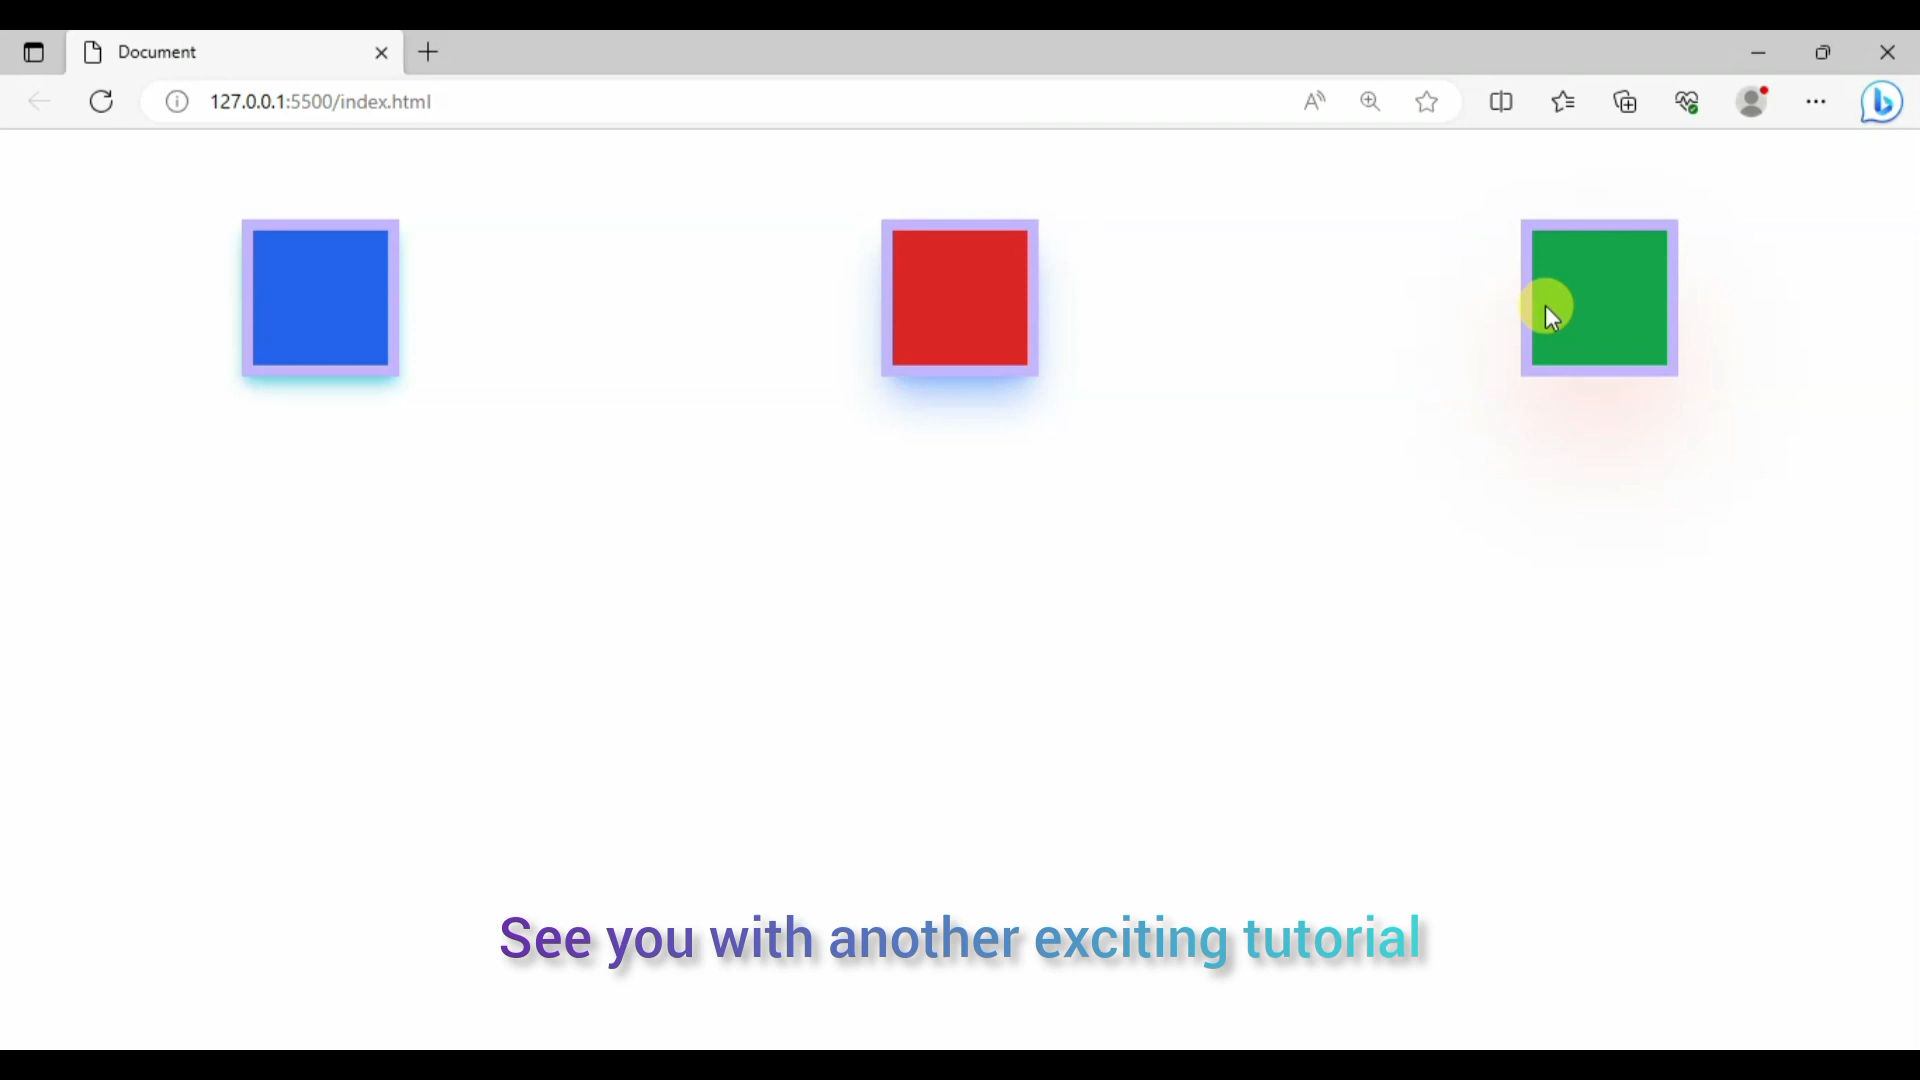 Document
127.0.0.1:5500/index.html
See you with another exciting tutorial